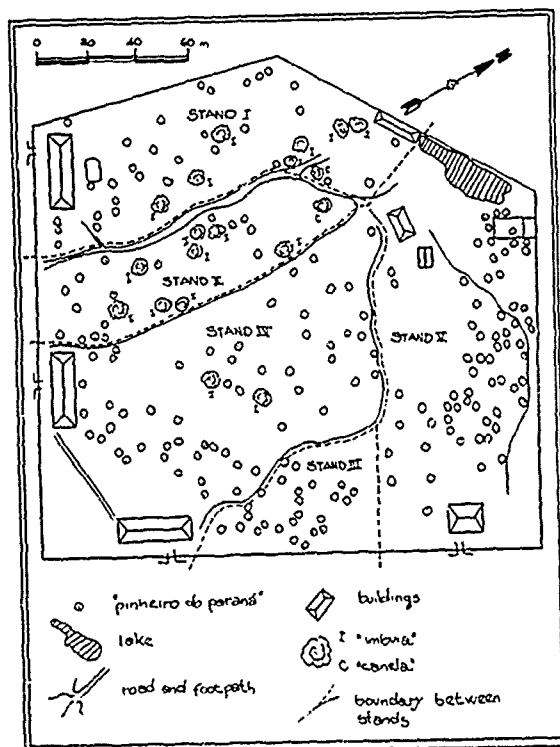 0 20 40 60 m
N
STAND I
STAND II
STAND IV
STAND V
STAND III
"pinheiro do paraná"
lake
road and footpath
buildings
I "imbuia"
C "canela"
boundary between
stands